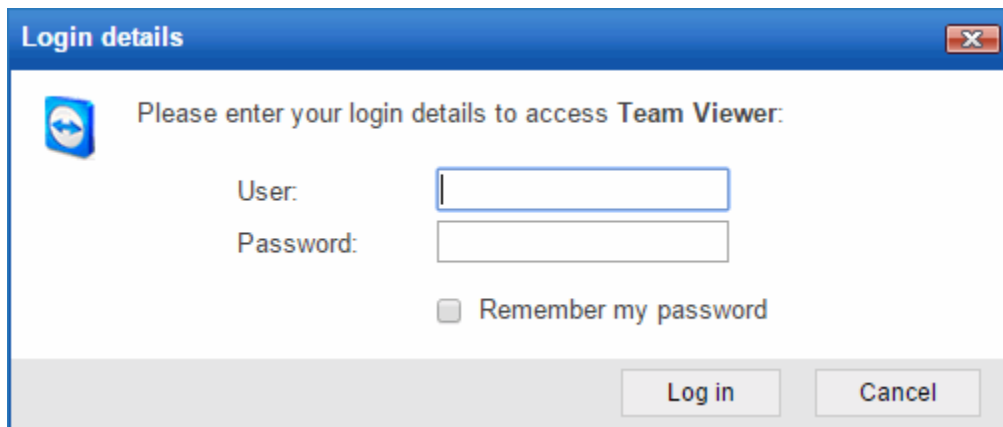 Login details
Please enter your login details to access Team Viewer:
User:
Password:
Remember my password
Log in Cancel